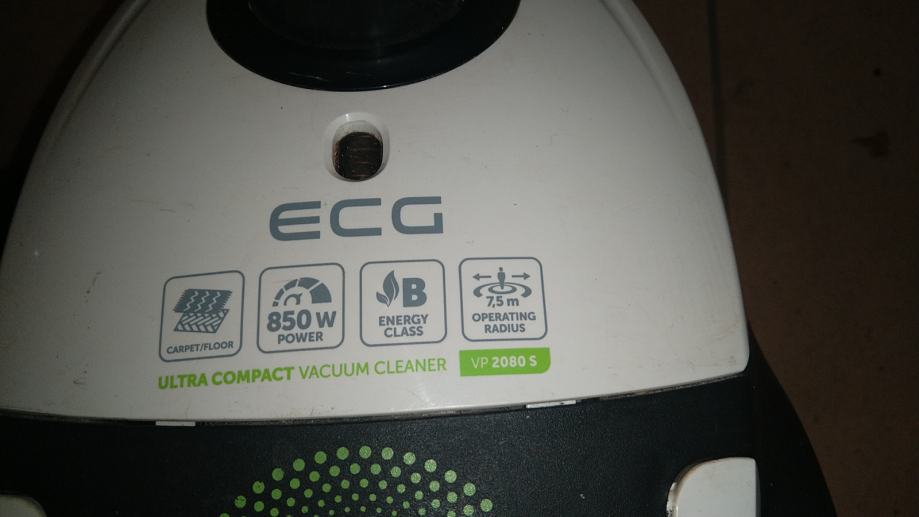 ECG
CARPET/FLOOR
850 W
POWER
B
ENERGY
CLASS
7,5 m
OPERATING
RADIUS
ULTRA COMPACT VACUUM CLEANER VP 2080 S